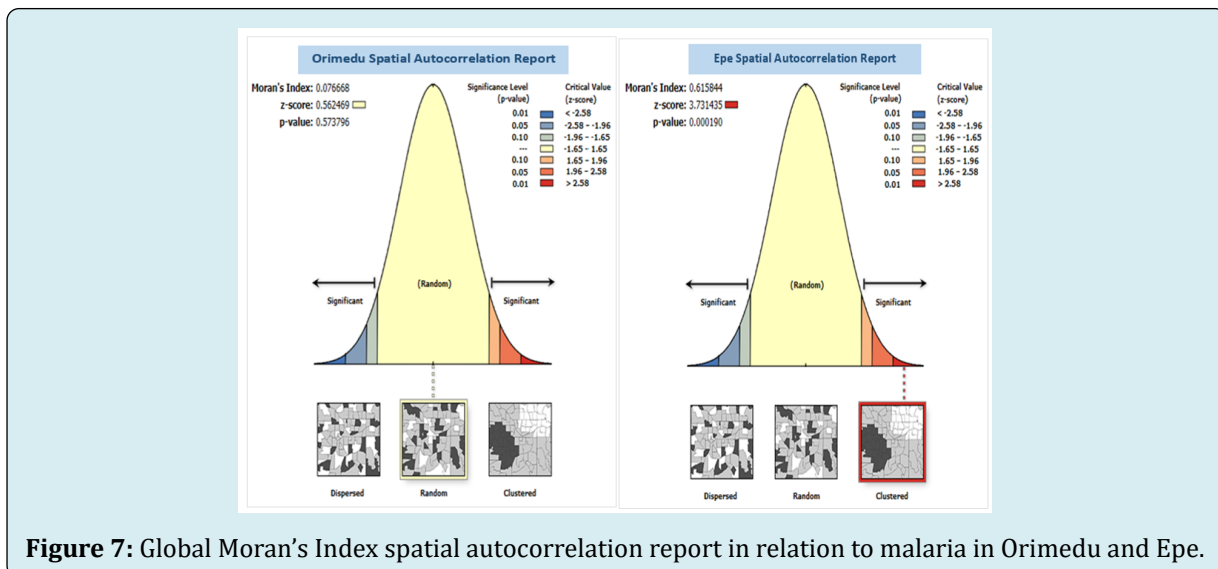 Orimedu Spatial Autocorrelation Report
Moran's Index: 0.076668
z-score: 0.562469
p-value: 0.573796
Significance Level Critical Value
(p-value) (z-score)
0.01 < -2.58
0.05 -2.58 – -1.96
0.10 -1.96 – -1.65
--- -1.65 – 1.65
0.10 1.65 – 1.96
0.05 1.96 – 2.58
0.01 > 2.58
(Random)
Significant Significant
Dispersed Random Clustered
Epe Spatial Autocorrelation Report
Moran's Index: 0.615844
z-score: 3.731435
p-value: 0.000190
Significance Level Critical Value
(p-value) (z-score)
0.01 < -2.58
0.05 -2.58 – -1.96
0.10 -1.96 – -1.65
--- -1.65 – 1.65
0.10 1.65 – 1.96
0.05 1.96 – 2.58
0.01 > 2.58
(Random)
Significant Significant
Dispersed Random Clustered
Figure 7: Global Moran's Index spatial autocorrelation report in relation to malaria in Orimedu and Epe.